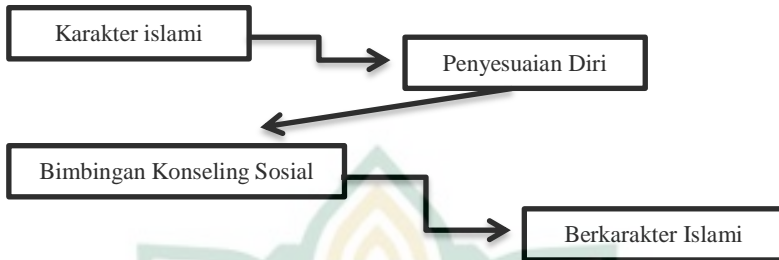 Karakter islami
Penyesuaian Diri
Bimbingan Konseling Sosial
Berkarakter Islami